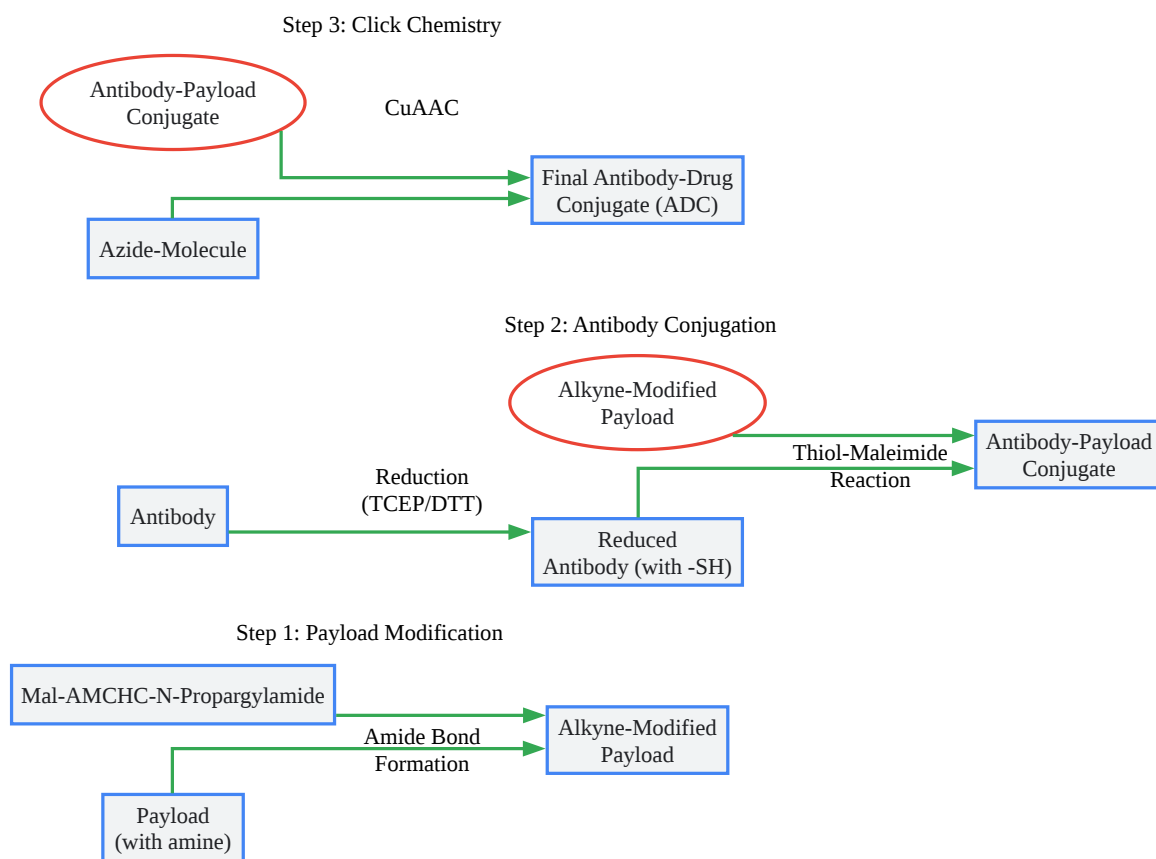 Step 3: Click Chemistry
Antibody-Payload
Conjugate
CuAAC
Final Antibody-Drug
Conjugate (ADC)
Azide-Molecule
Step 2: Antibody Conjugation
Alkyne-Modified
Payload
Antibody-Payload
Conjugate
Thiol-Maleimide
Reaction
Reduction
(TCEP/DTT)
Antibody
Reduced
Antibody (with -SH)
Step 1: Payload Modification
Mal-AMCHC-N-Propargylamide
Alkyne-Modified
Payload
Amide Bond
Formation
Payload
(with amine)